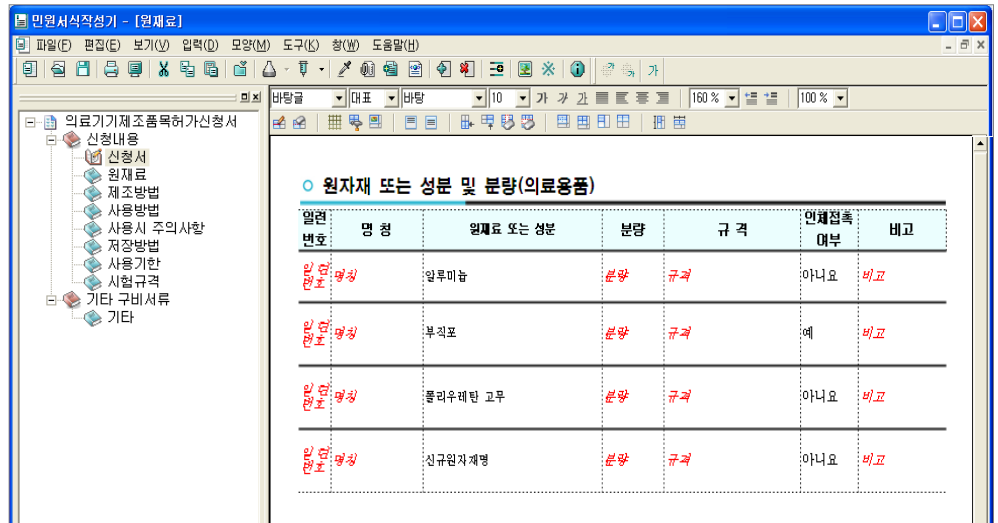 민원서식작성기 - [원재료]
파일(F) 편집(E) 보기(V) 입력(D) 모양(M) 도구(K) 창(W) 도움말(H)
가
바탕글 대표 바탕 10 가 가 가 160 % 100 %
의료기기제조품목허가신청서
신청내용
신청서
원재료
제조방법
사용방법
사용시 주의사항
저장방법
사용기한
시험규격
기타 구비서류
기타
원자재 또는 성분 및 분량(의료용품)
일련번호 명 칭 원재료 또는 성분 분량 규 격 인체접촉여부 비고
일련번호 명칭 알루미늄 분량 규격 아니요 비고
일련번호 명칭 부직포 분량 규격 예 비고
일련번호 명칭 폴리우레탄 고무 분량 규격 아니요 비고
일련번호 명칭 신규원자재명 분량 규격 아니요 비고